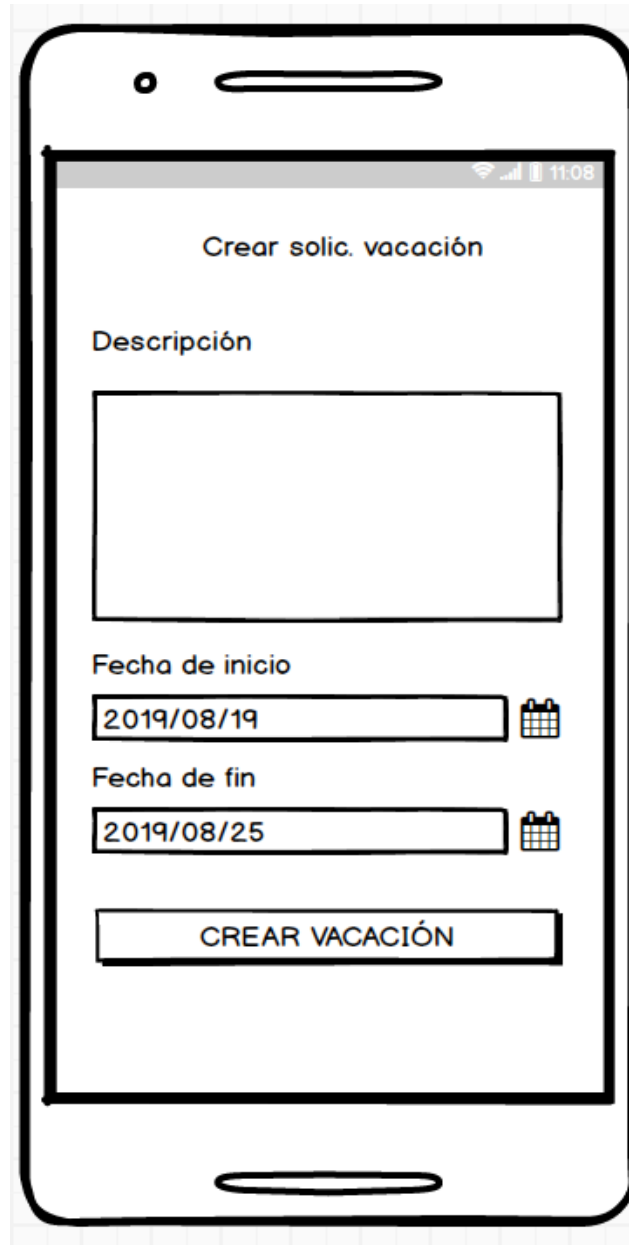 11:08
Crear solic. vacación
Descripción
Fecha de inicio
2019/08/19
Fecha de fin
2019/08/25
CREAR VACACIÓN